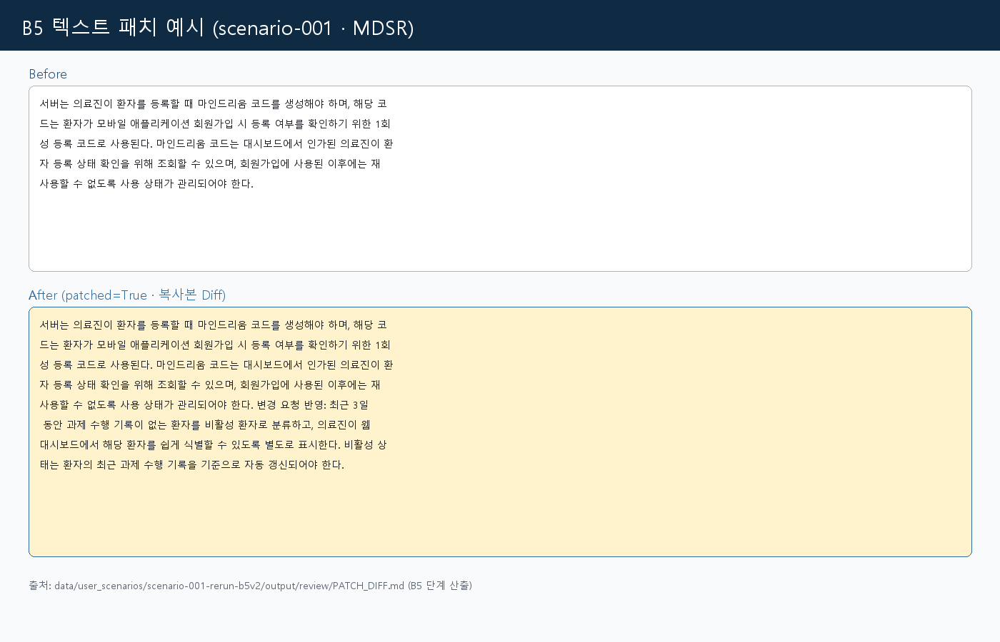 B5 텍스트 패치 예시 (scenario-001 · MDSR)
Before
서버는 의료진이 환자를 등록할 때 마인드리움 코드를 생성해야 하며, 해당 코
드는 환자가 모바일 애플리케이션 회원가입 시 등록 여부를 확인하기 위한 1회
성 등록 코드로 사용된다. 마인드리움 코드는 대시보드에서 인가된 의료진이 환
자 등록 상태 확인을 위해 조회할 수 있으며, 회원가입에 사용된 이후에는 재
사용할 수 없도록 사용 상태가 관리되어야 한다.
After (patched=True · 복사본 Diff)
서버는 의료진이 환자를 등록할 때 마인드리움 코드를 생성해야 하며, 해당 코
드는 환자가 모바일 애플리케이션 회원가입 시 등록 여부를 확인하기 위한 1회
성 등록 코드로 사용된다. 마인드리움 코드는 대시보드에서 인가된 의료진이 환
자 등록 상태 확인을 위해 조회할 수 있으며, 회원가입에 사용된 이후에는 재
사용할 수 없도록 사용 상태가 관리되어야 한다. 변경 요청 반영: 최근 3일
동안 과제 수행 기록이 없는 환자를 비활성 환자로 분류하고, 의료진이 웹
대시보드에서 해당 환자를 쉽게 식별할 수 있도록 별도로 표시한다. 비활성 상
태는 환자의 최근 과제 수행 기록을 기준으로 자동 갱신되어야 한다.
출처: data/user_scenarios/scenario-001-rerun-b5v2/output/review/PATCH_DIFF.md (B5 단계 산출)